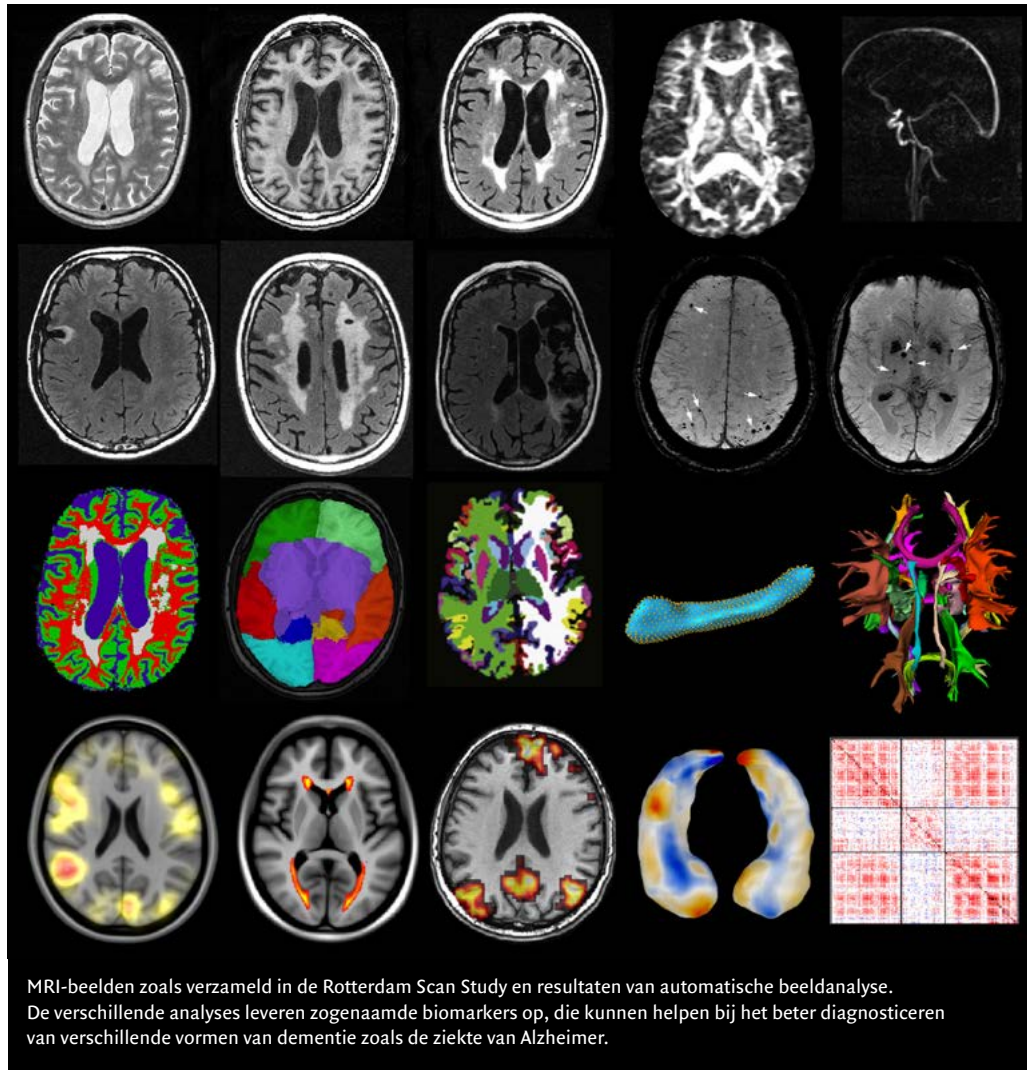 MRI-beelden zoals verzameld in de Rotterdam Scan Study en resultaten van automatische beeldanalyse.
De verschillende analyses leveren zogenaamde biomarkers op, die kunnen helpen bij het beter diagnosticeren
van verschillende vormen van dementie zoals de ziekte van Alzheimer.